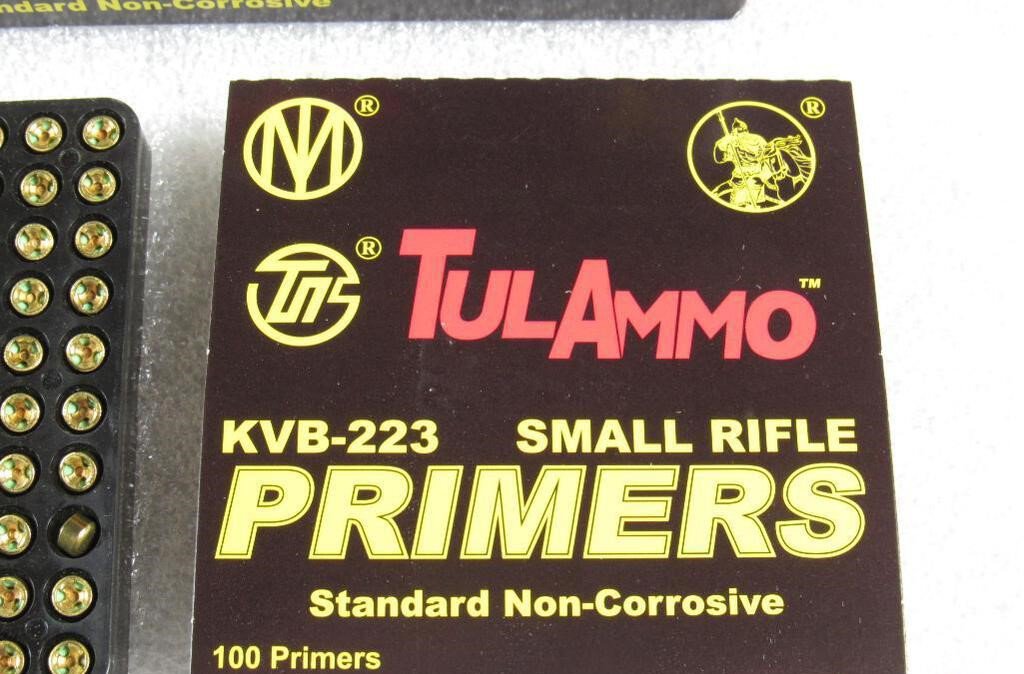 ndard Non-Corrosive
®
®
®
TULAMMO™
KVB-223 SMALL RIFLE
PRIMERS
Standard Non-Corrosive
100 Primers